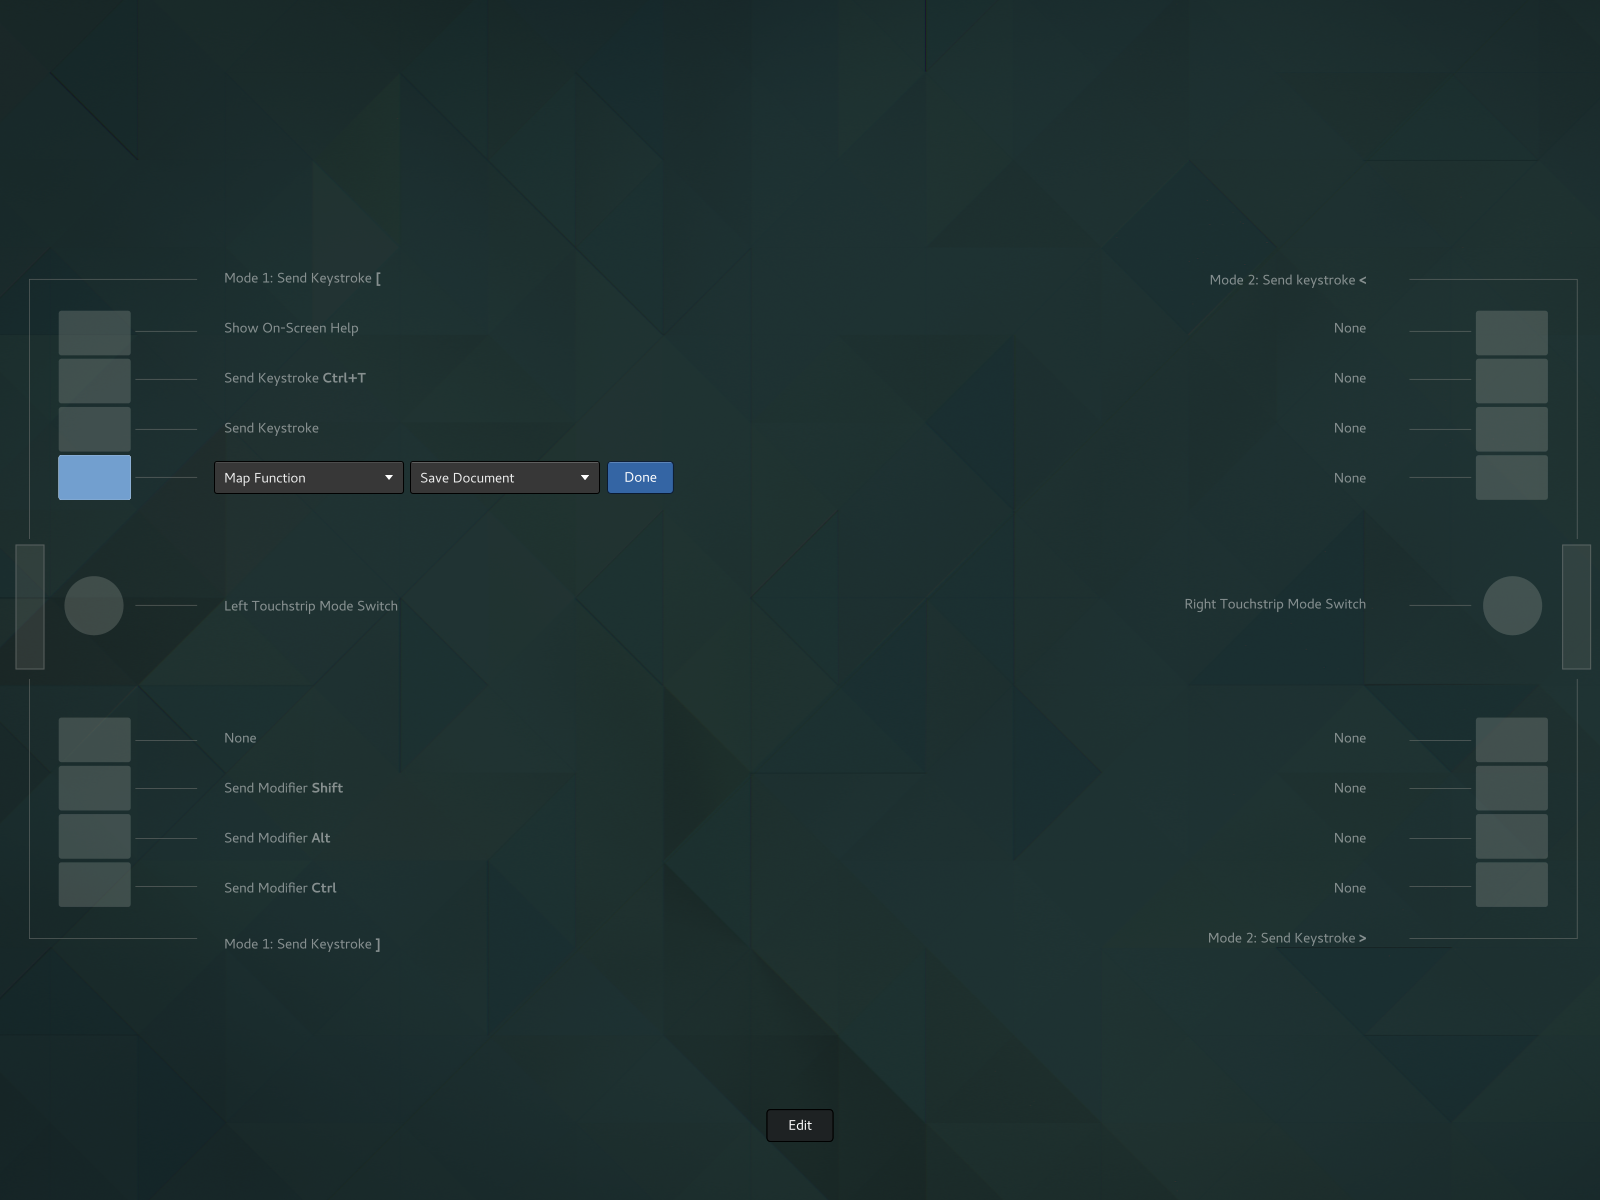 Mode 1: Send Keystroke [
Mode 2: Send keystroke <
Show On-Screen Help
None
Send Keystroke Ctrl+T
None
Send Keystroke
None
Map Function
Save Document
Done
None
Left Touchstrip Mode Switch
Right Touchstrip Mode Switch
None
None
Send Modifier Shift
None
Send Modifier Alt
None
Send Modifier Ctrl
None
Mode 1: Send Keystroke ]
Mode 2: Send Keystroke >
Edit